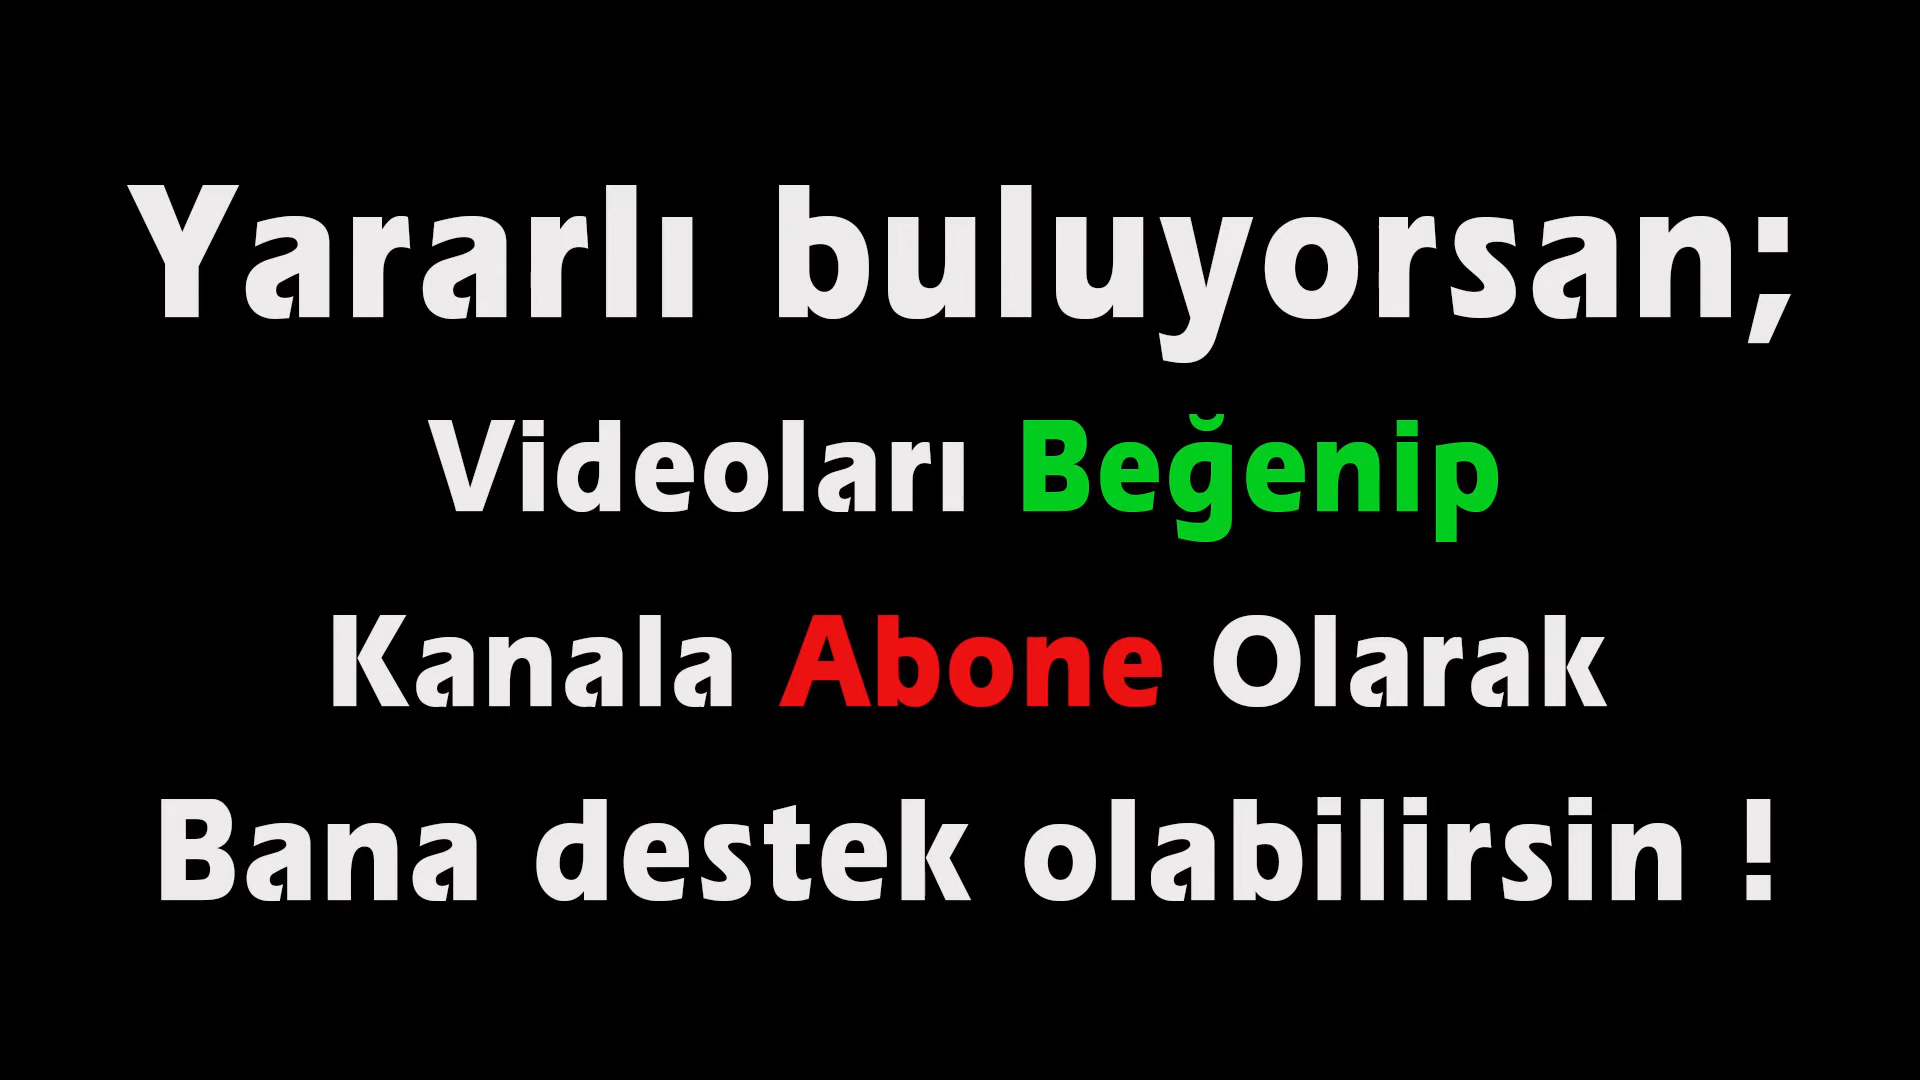 Yararlı buluyorsan;
Videoları Beğenip
Kanala Abone Olarak
Bana destek olabilirsin !